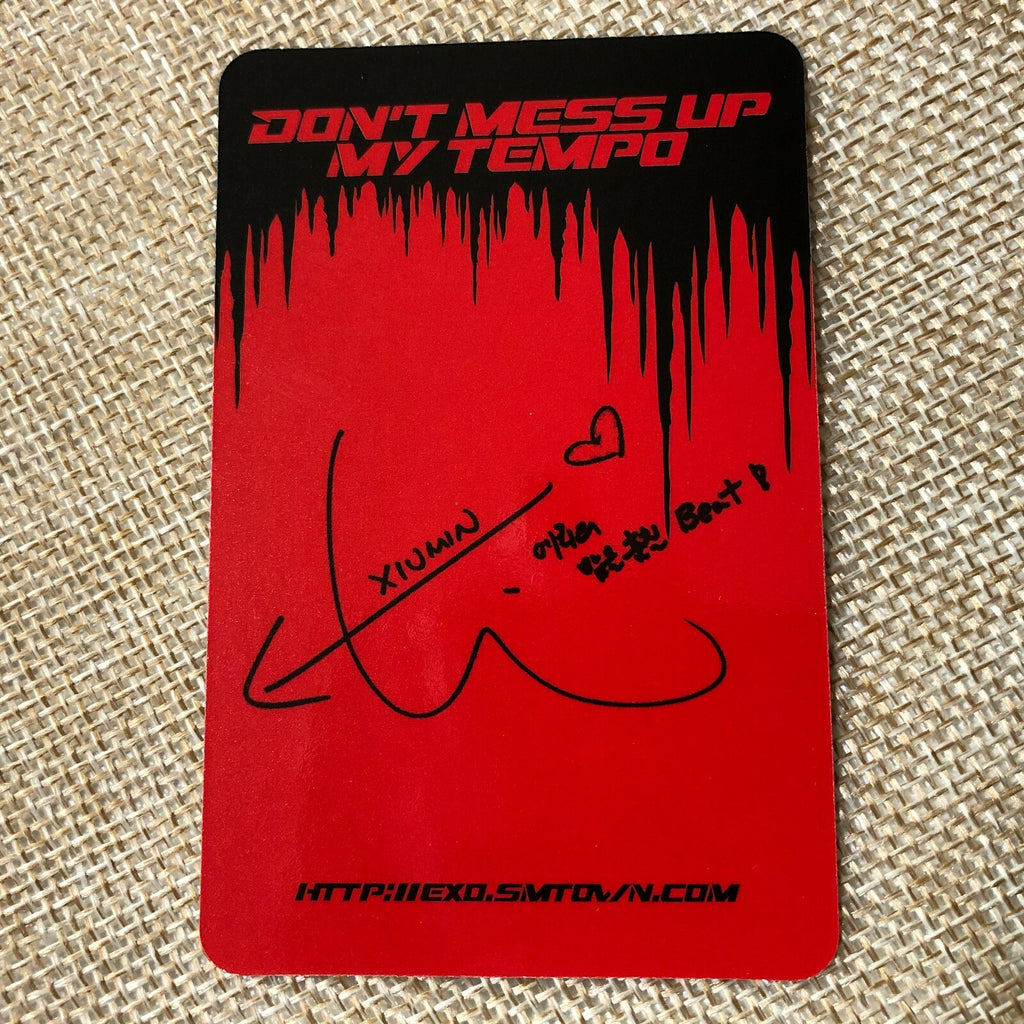 DON'T MESS UP
MY TEMPO
XIUMIN
Beat
HTTP://EXO.SMTOWN.COM